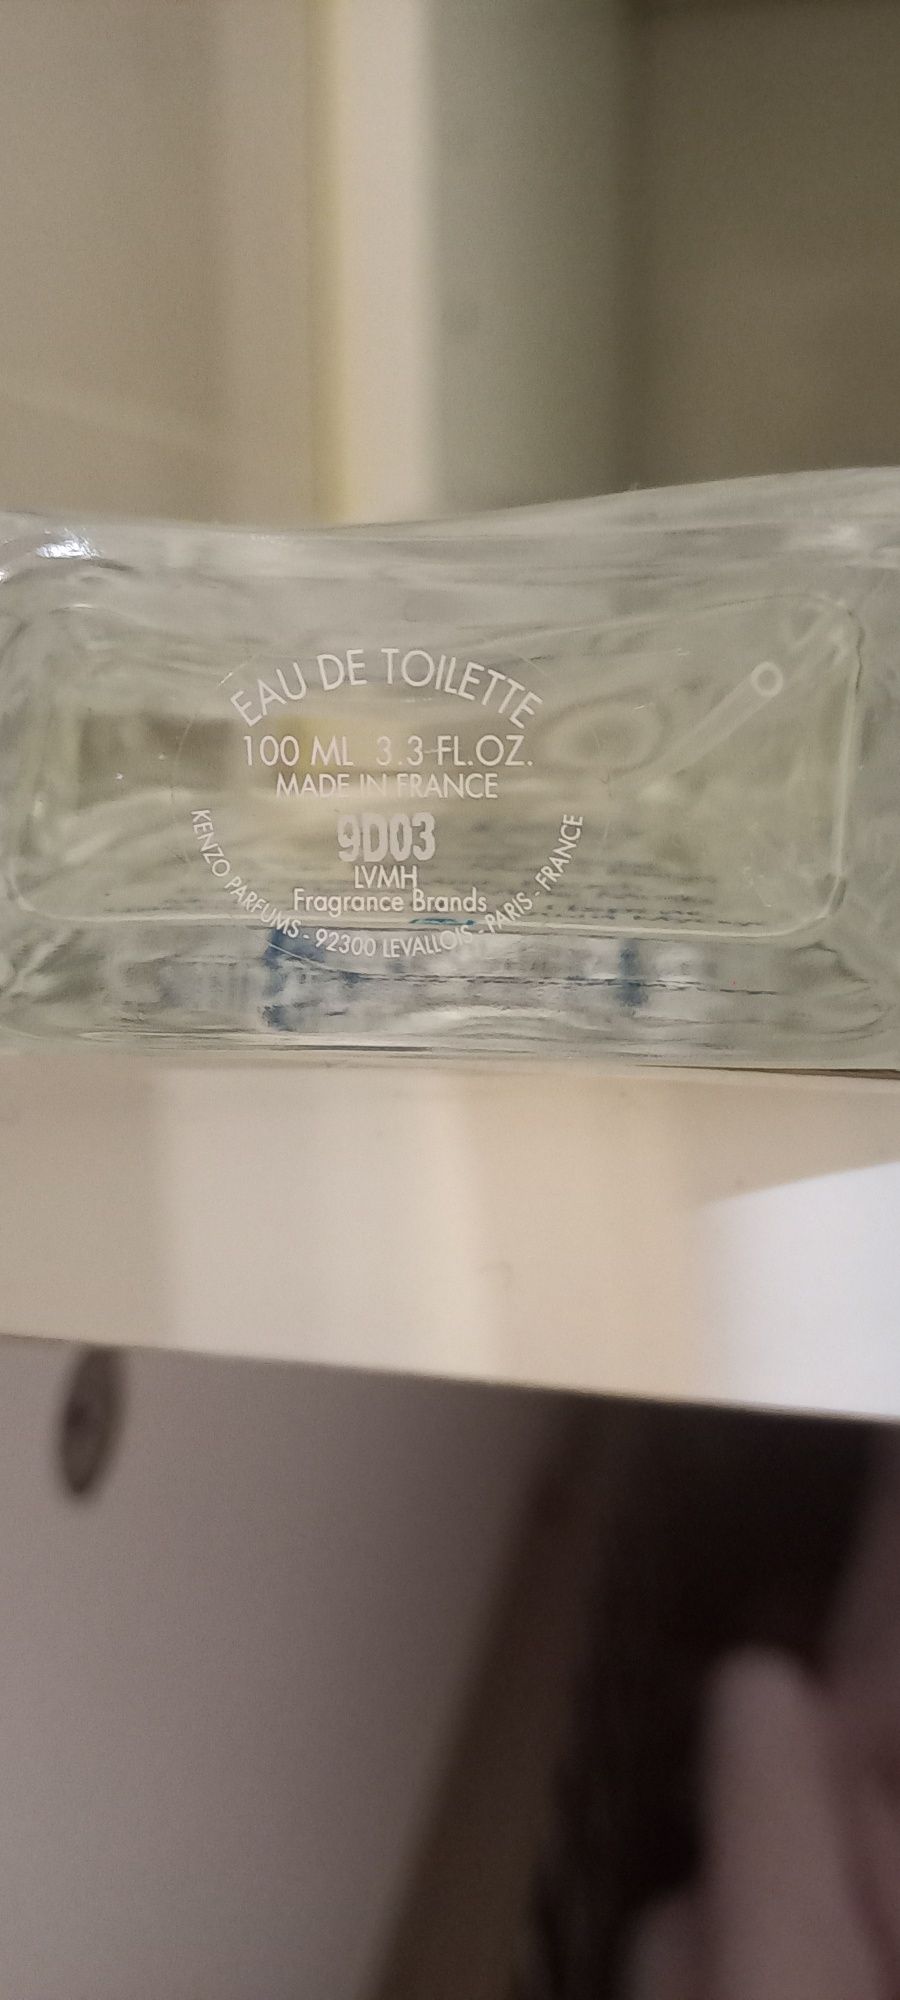 EAU DE TOILETTE
100 ML 3.3 FL.OZ.
MADE IN FRANCE
9D03
LVMH
Fragrance Brands
KENZO PARFUMS - 92300 LEVALLOIS - PARIS - FRANCE